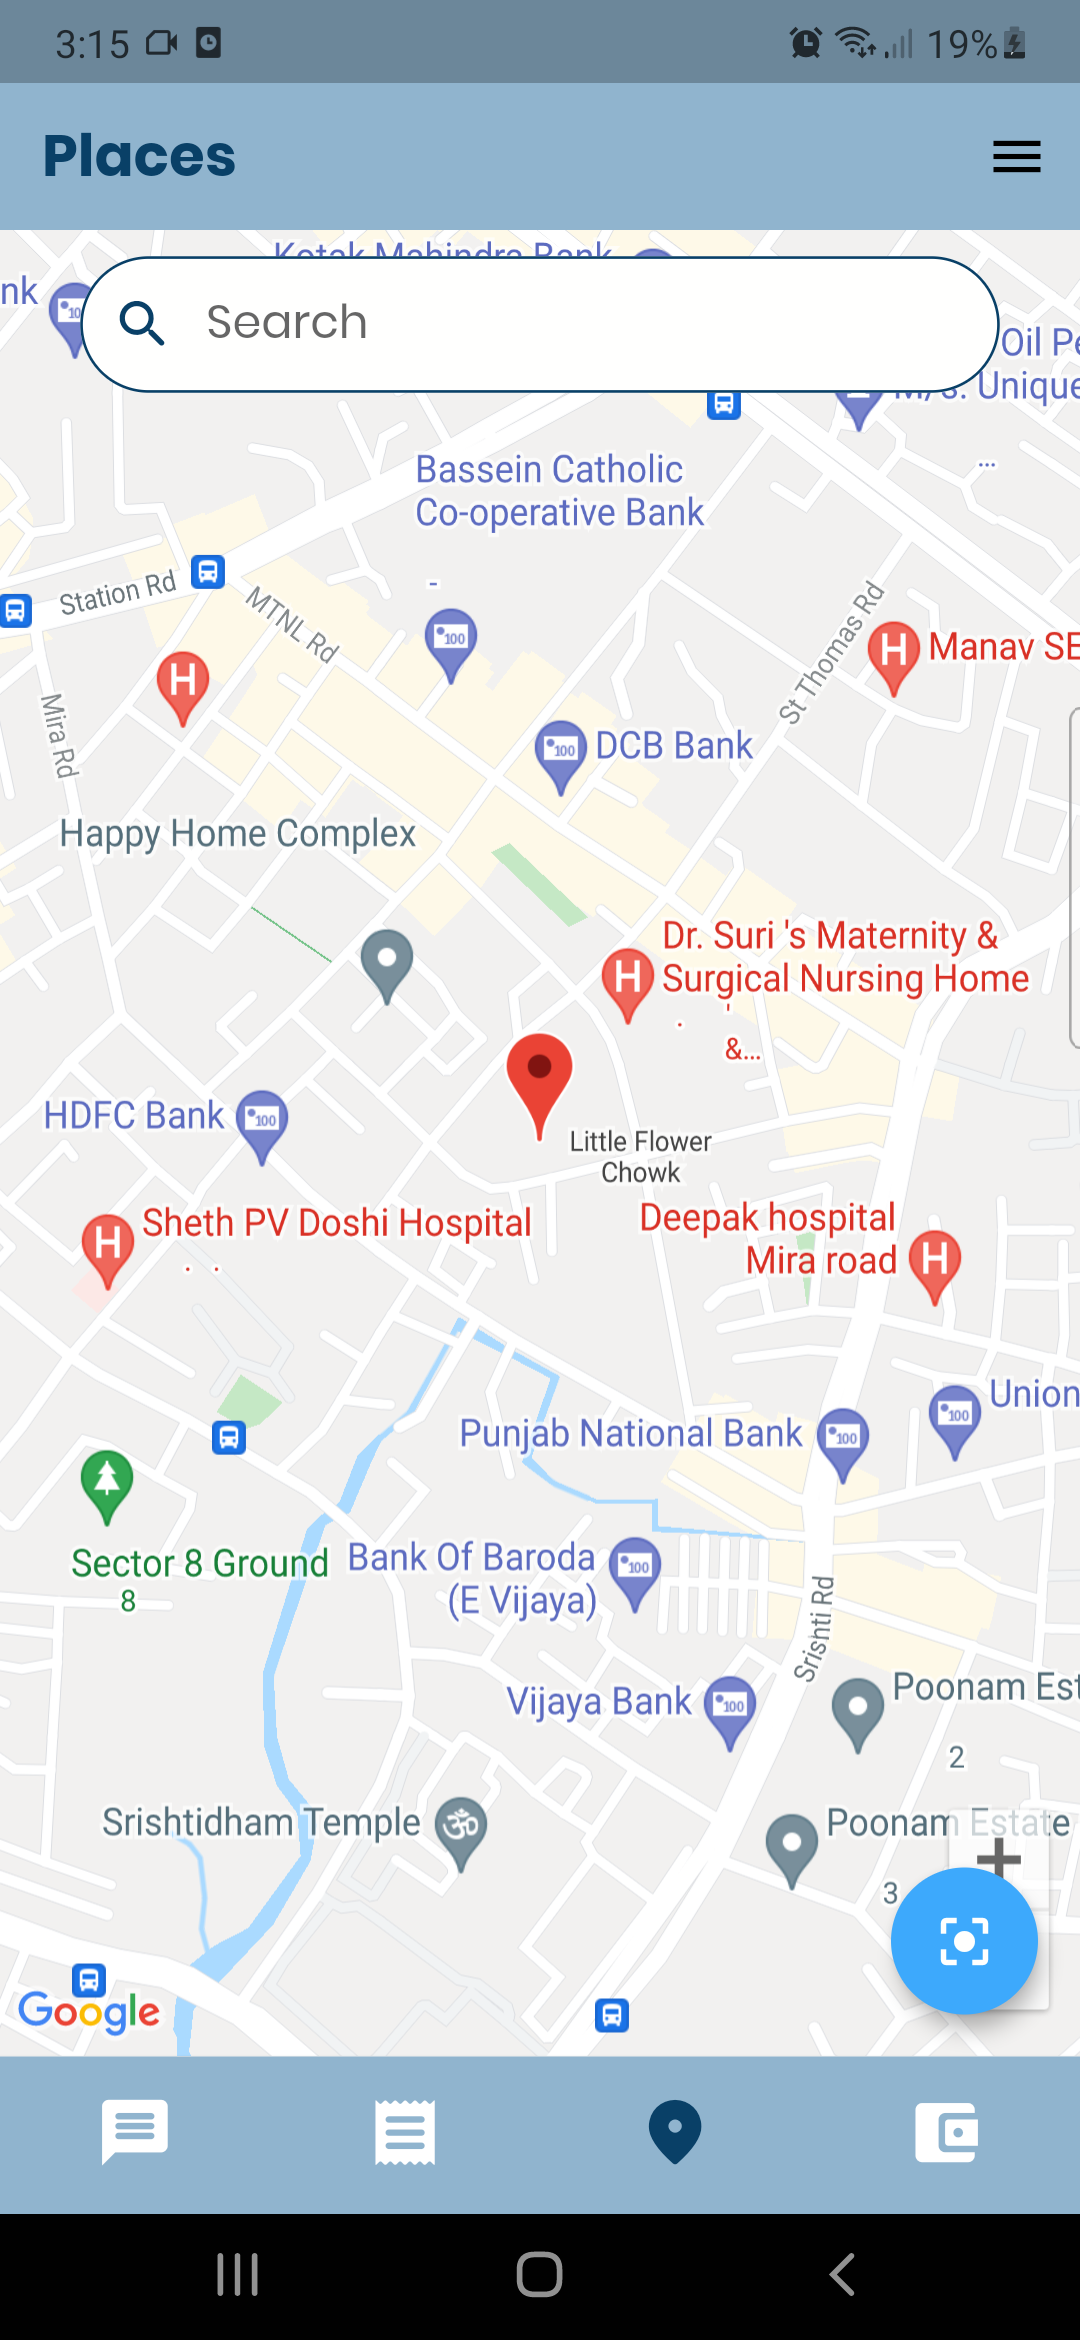 3:15
19%
Places
Kotak Mahindra Bank
nk
Search
Oil Pe
M/s. Unique
...
Bassein Catholic
Co-operative Bank
-
Station Rd
MTNL Rd
St Thomas Rd
Manav SE
Mira Rd
DCB Bank
Happy Home Complex
Dr. Suri 's Maternity &
Surgical Nursing Home
&...
HDFC Bank
Little Flower
Chowk
Sheth PV Doshi Hospital
Deepak hospital
Mira road
Union
Punjab National Bank
Sector 8 Ground
8
Bank Of Baroda
(E Vijaya)
Srishti Rd
Vijaya Bank
Poonam Est
2
Srishtidham Temple
Poonam Estate
3
Google